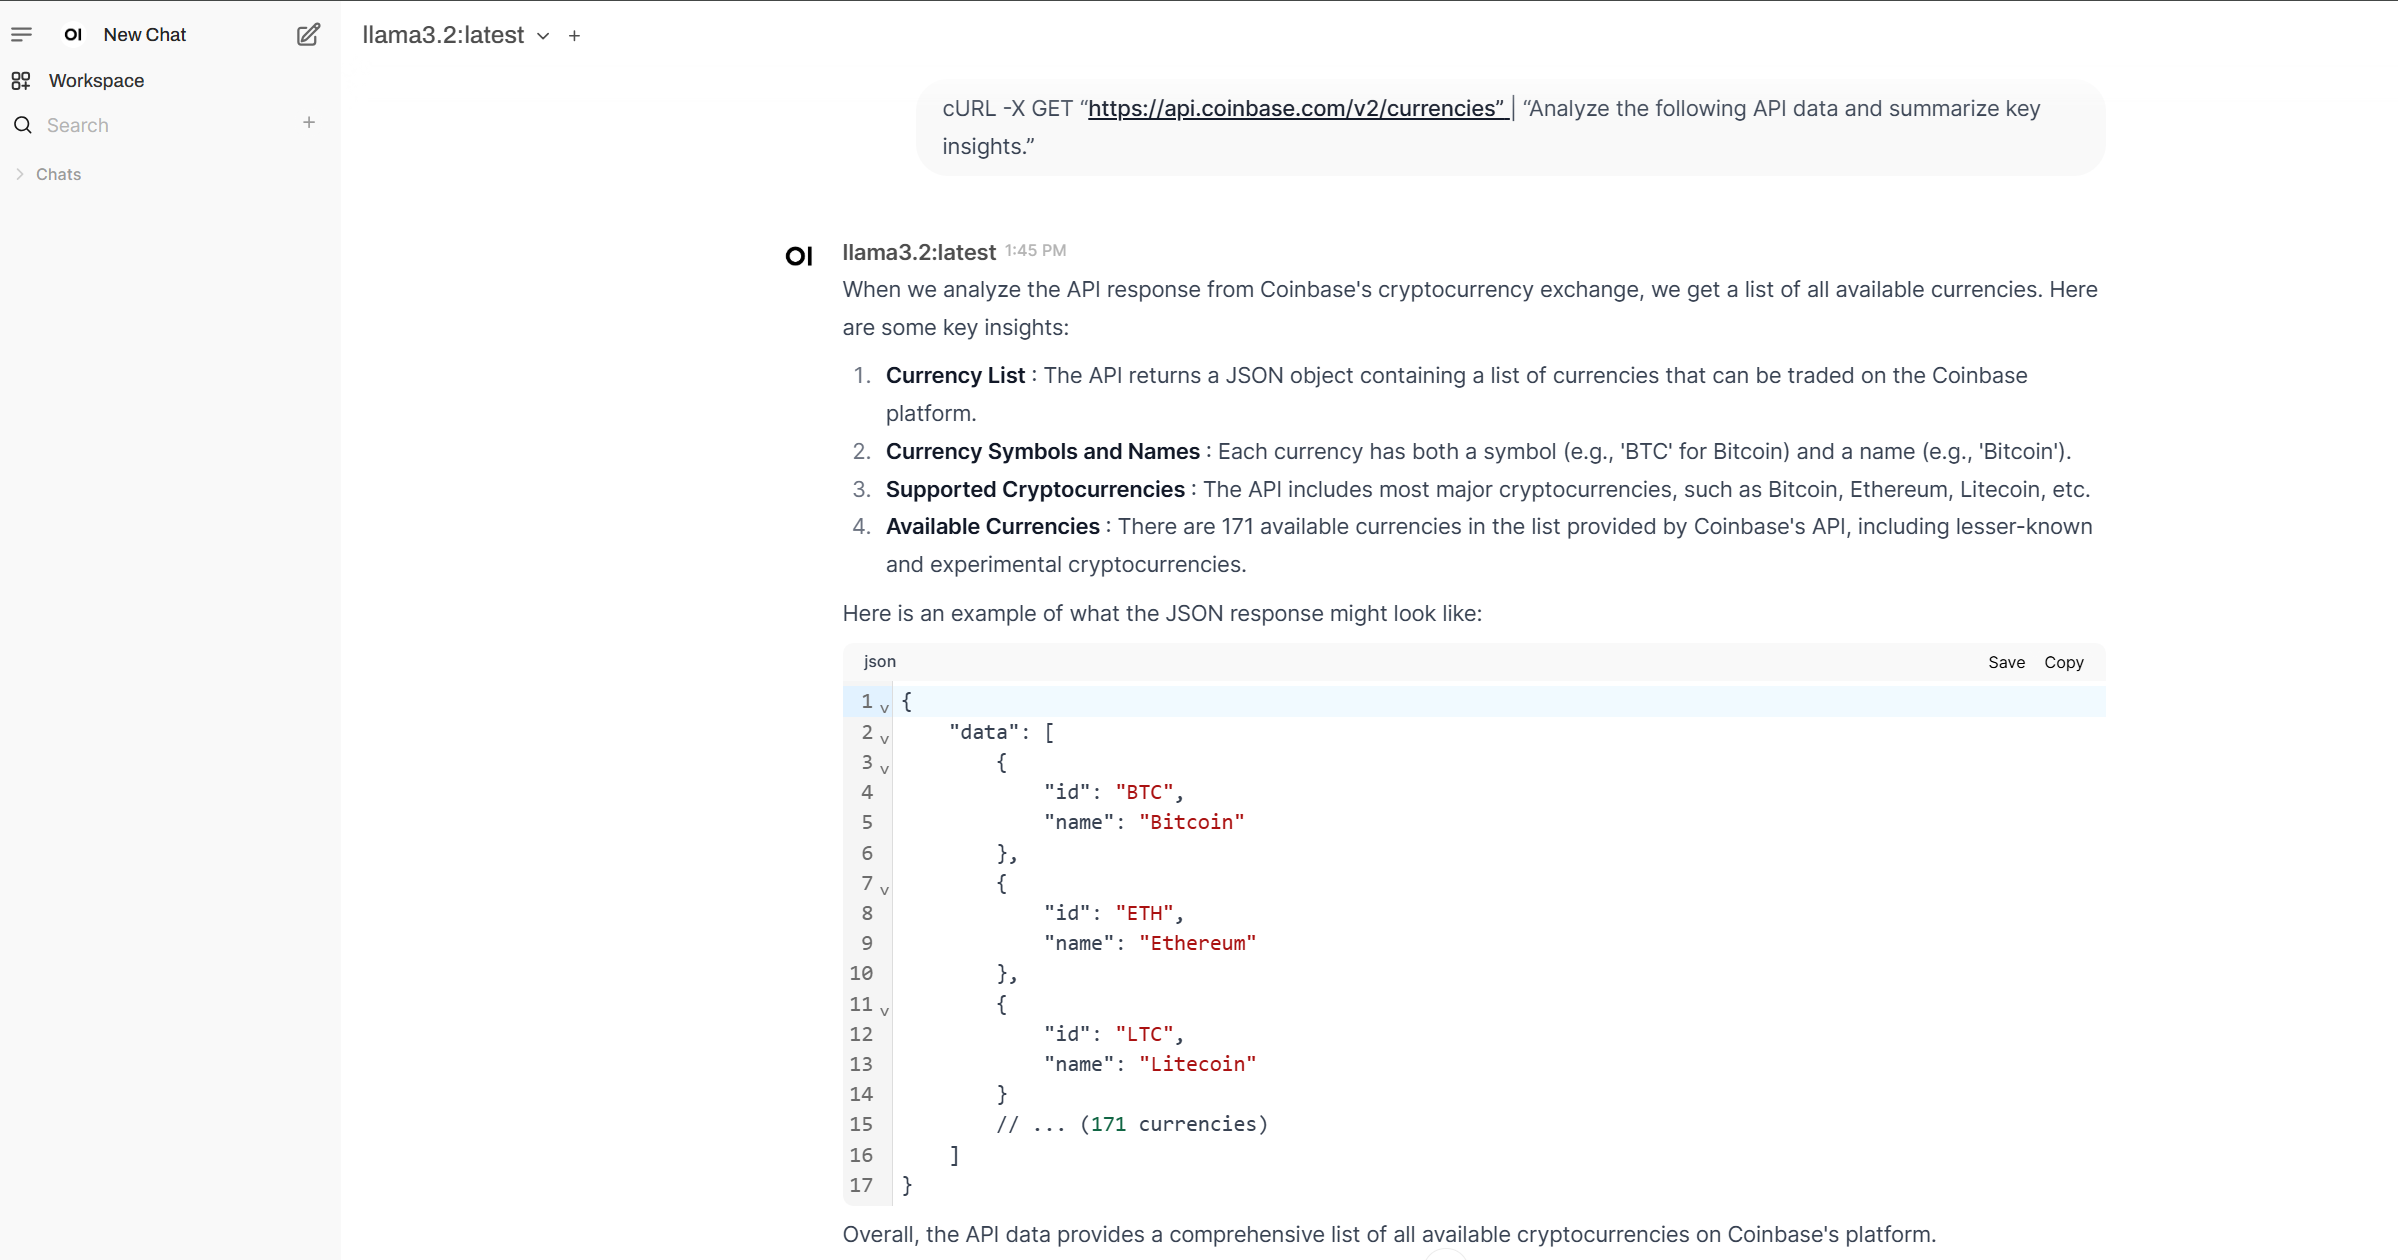 OI New Chat
Workspace
Search +
Chats
llama3.2:latest +
cURL -X GET “https://api.coinbase.com/v2/currencies” | “Analyze the following API data and summarize key
insights.”
OI llama3.2:latest 1:45 PM
When we analyze the API response from Coinbase's cryptocurrency exchange, we get a list of all available currencies. Here
are some key insights:
1. Currency List : The API returns a JSON object containing a list of currencies that can be traded on the Coinbase
platform.
2. Currency Symbols and Names : Each currency has both a symbol (e.g., 'BTC' for Bitcoin) and a name (e.g., 'Bitcoin').
3. Supported Cryptocurrencies : The API includes most major cryptocurrencies, such as Bitcoin, Ethereum, Litecoin, etc.
4. Available Currencies : There are 171 available currencies in the list provided by Coinbase's API, including lesser-known
and experimental cryptocurrencies.
Here is an example of what the JSON response might look like:
json Save Copy
1 {
2     "data": [
3         {
4             "id": "BTC",
5             "name": "Bitcoin"
6         },
7         {
8             "id": "ETH",
9             "name": "Ethereum"
10         },
11         {
12             "id": "LTC",
13             "name": "Litecoin"
14         }
15         // ... (171 currencies)
16     ]
17 }
Overall, the API data provides a comprehensive list of all available cryptocurrencies on Coinbase's platform.